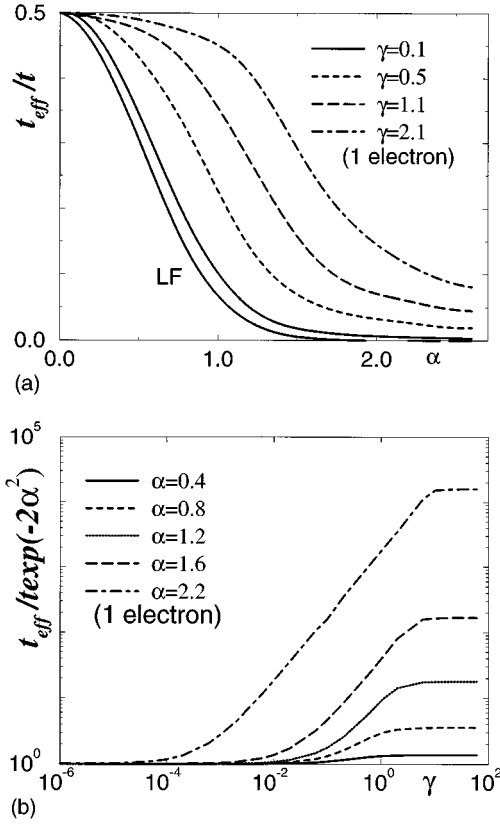 0.5
t_eff/t
γ=0.1
γ=0.5
γ=1.1
γ=2.1
(1 electron)
LF
0.0
0.0 1.0 2.0 α
(a)
10^5
t_eff/texp(-2α^2)
α=0.4
α=0.8
α=1.2
α=1.6
α=2.2
(1 electron)
10^0
10^-6 10^-4 10^-2 10^0 γ 10^2
(b)